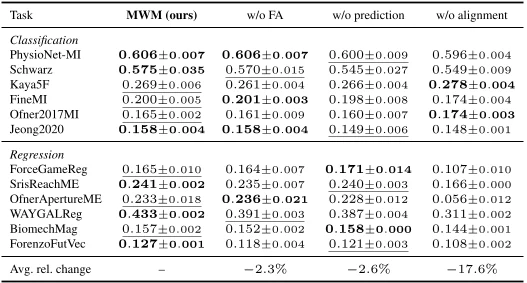 Task MWM (ours) w/o FA w/o prediction w/o alignment
Classification
PhysioNet-MI 0.606±0.007 0.606±0.007 0.600±0.009 0.596±0.004
Schwarz 0.575±0.035 0.570±0.015 0.545±0.027 0.549±0.009
Kaya5F 0.269±0.006 0.261±0.004 0.266±0.004 0.278±0.004
FineMI 0.200±0.005 0.201±0.003 0.198±0.008 0.174±0.004
Ofner2017MI 0.165±0.002 0.161±0.009 0.160±0.007 0.174±0.003
Jeong2020 0.158±0.004 0.158±0.004 0.149±0.006 0.148±0.001
Regression
ForceGameReg 0.165±0.010 0.164±0.007 0.171±0.014 0.107±0.010
SrisReachME 0.241±0.002 0.235±0.007 0.240±0.003 0.166±0.000
OfnerApertureME 0.233±0.018 0.236±0.021 0.228±0.012 0.056±0.012
WAYGALReg 0.433±0.002 0.391±0.003 0.387±0.004 0.311±0.002
BiomechMag 0.157±0.002 0.152±0.002 0.158±0.000 0.144±0.001
ForenzoFutVec 0.127±0.001 0.118±0.004 0.121±0.003 0.108±0.002
Avg. rel. change – −2.3% −2.6% −17.6%